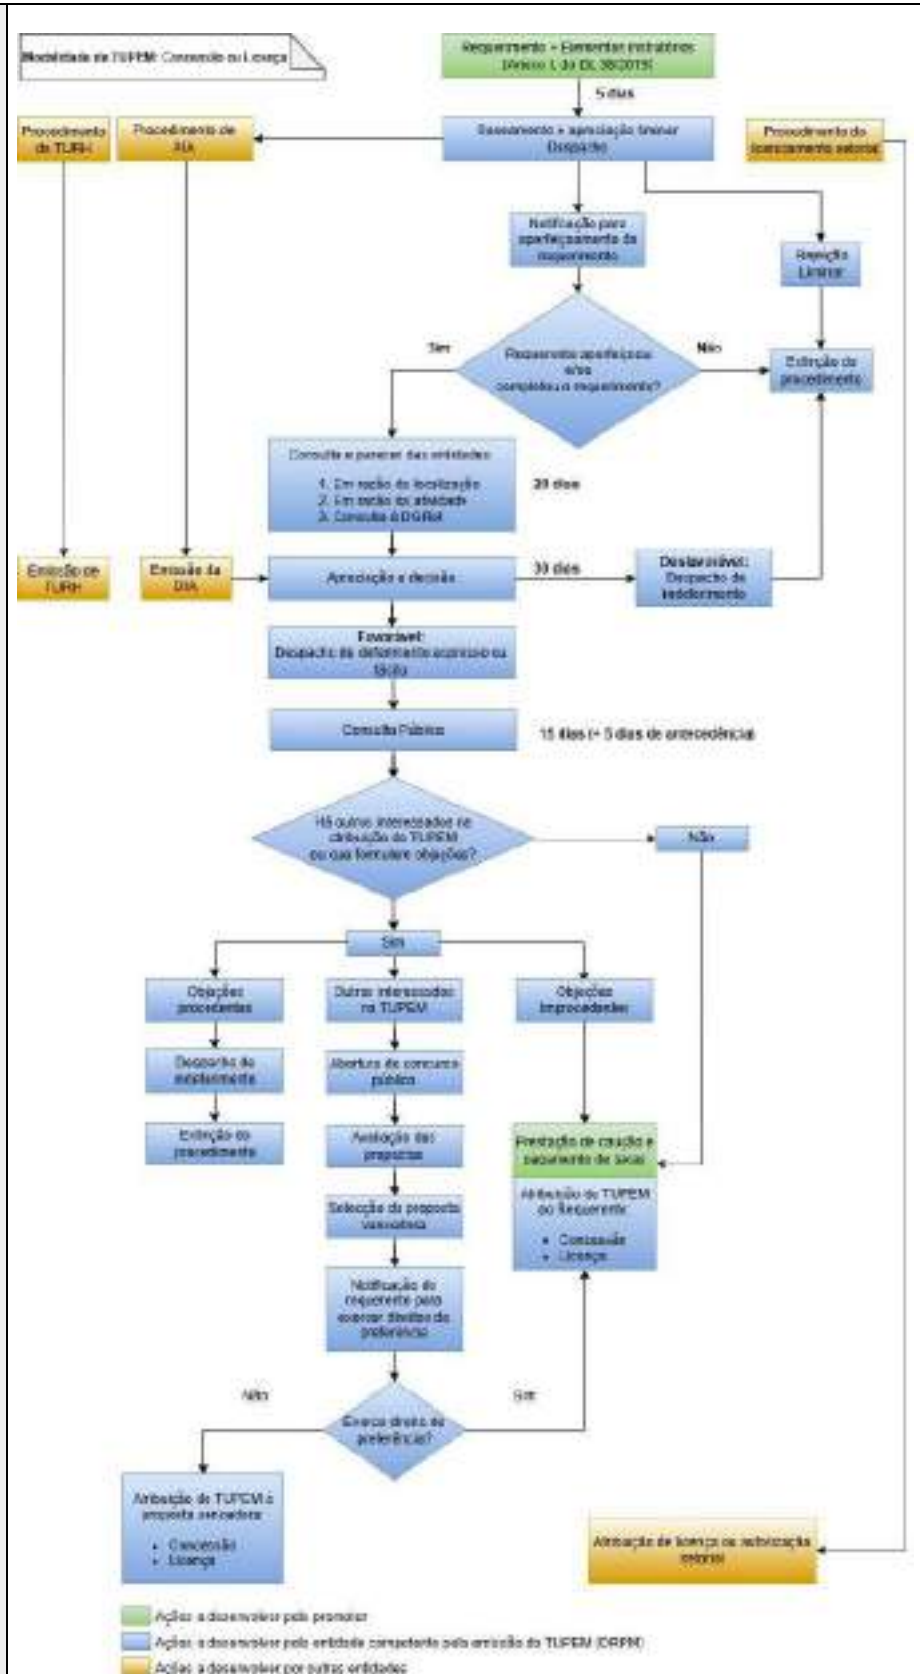 Modalidade de TUPEM: Concessão ou Licença
Requerimento + Elementos instrutórios
(Anexo I, do DL 38/2015)
5 dias
Procedimento
de TURH
Procedimento de
AIA
Saneamento e apreciação liminar
Despacho
Procedimento de
licenciamento setorial
Notificação para
aperfeiçoamento do
requerimento
Rejeição
Liminar
Sim
Requerente aperfeiçoou
e/ou
completou o requerimento?
Não
Extinção do
procedimento
Consulta e parecer das entidades
1. Em razão da localização
2. Em razão da atividade
3. Consulta à DGRM
20 dias
Emissão de
TURH
Emissão da
DIA
Apreciação e decisão
30 dias
Desfavorável:
Despacho de
indeferimento
Favorável:
Despacho de deferimento expresso ou
tácito
Consulta Pública
15 dias (+ 5 dias de antecedência)
Há outros interessados na
atribuição do TUPEM
ou que formulem objeções?
Não
Sim
Objeções
procedentes
Outros interessados
no TUPEM
Objeções
improcedentes
Despacho de
indeferimento
Abertura de concurso
público
Extinção do
procedimento
Avaliação das
propostas
Prestação de caução e
pagamento de taxas
Selecção da proposta
vencedora
Atribuição do TUPEM
ao Requerente
• Concessão
• Licença
Notificação do
requerente para
exercer direitos de
preferência
Não
Sim
Exerce direito de
preferência?
Atribuição de TUPEM à
proposta vencedora
• Concessão
• Licença
Atribuição de licença ou autorização
setorial
Ações a desenvolver pelo promotor
Ações a desenvolver pela entidade competente pela emissão do TUPEM (DRPM)
Ações a desenvolver por outras entidades